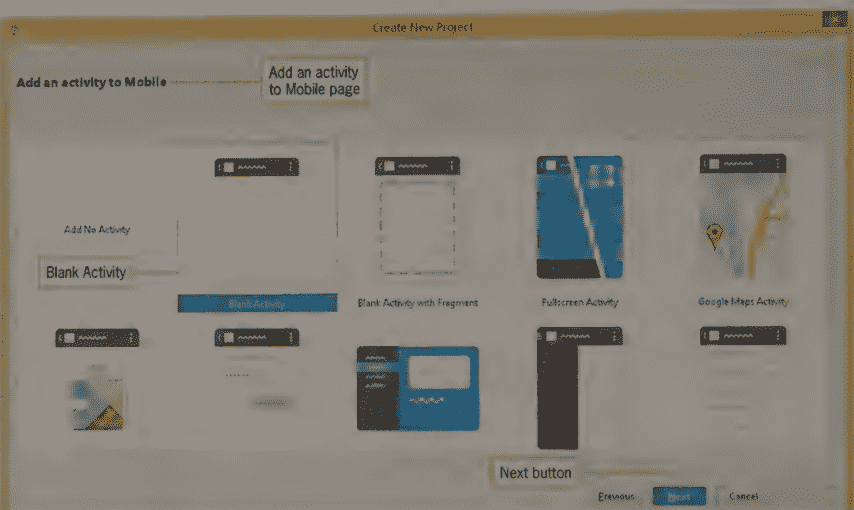 Create New Project
Add an activity to Mobile
Add an activity
to Mobile page
Add No Activity
Blank Activity
Blank Activity
Blank Activity with Fragment
Fullscreen Activity
Google Maps Activity
Next button
Previous
Next
Cancel